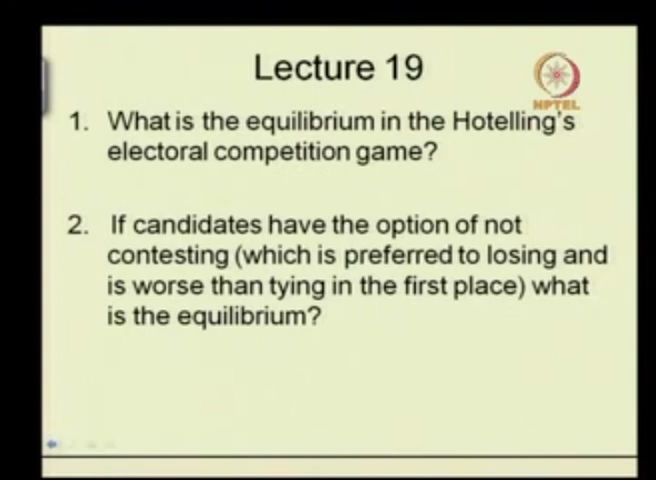 Lecture 19
NPTEL
1. What is the equilibrium in the Hotelling's
electoral competition game?
2. If candidates have the option of not
contesting (which is preferred to losing and
is worse than tying in the first place) what
is the equilibrium?